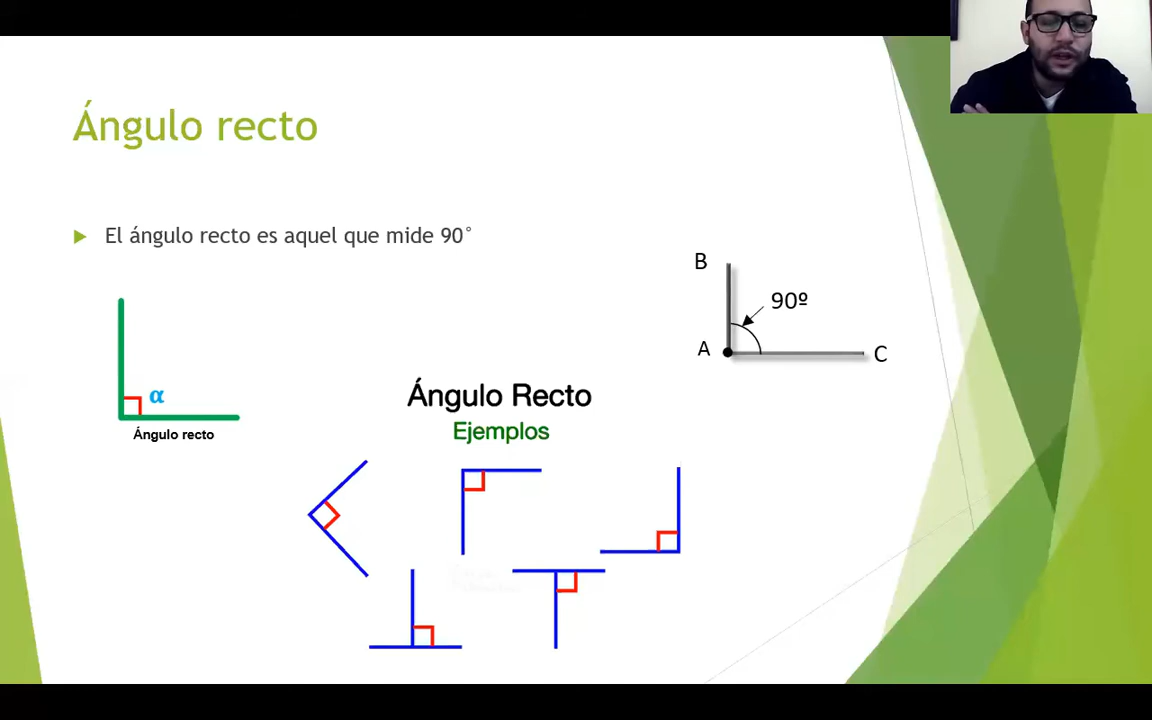 Ángulo recto
El ángulo recto es aquel que mide 90°
B
90º
A
C
α
Ángulo recto
Ángulo Recto
Ejemplos